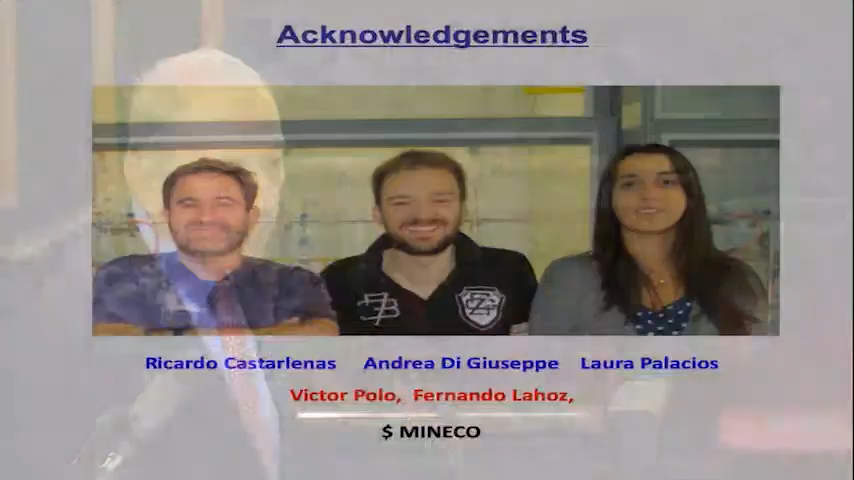 Acknowledgements
Ricardo Castarlenas Andrea Di Giuseppe Laura Palacios
Victor Polo, Fernando Lahoz,
$ MINECO